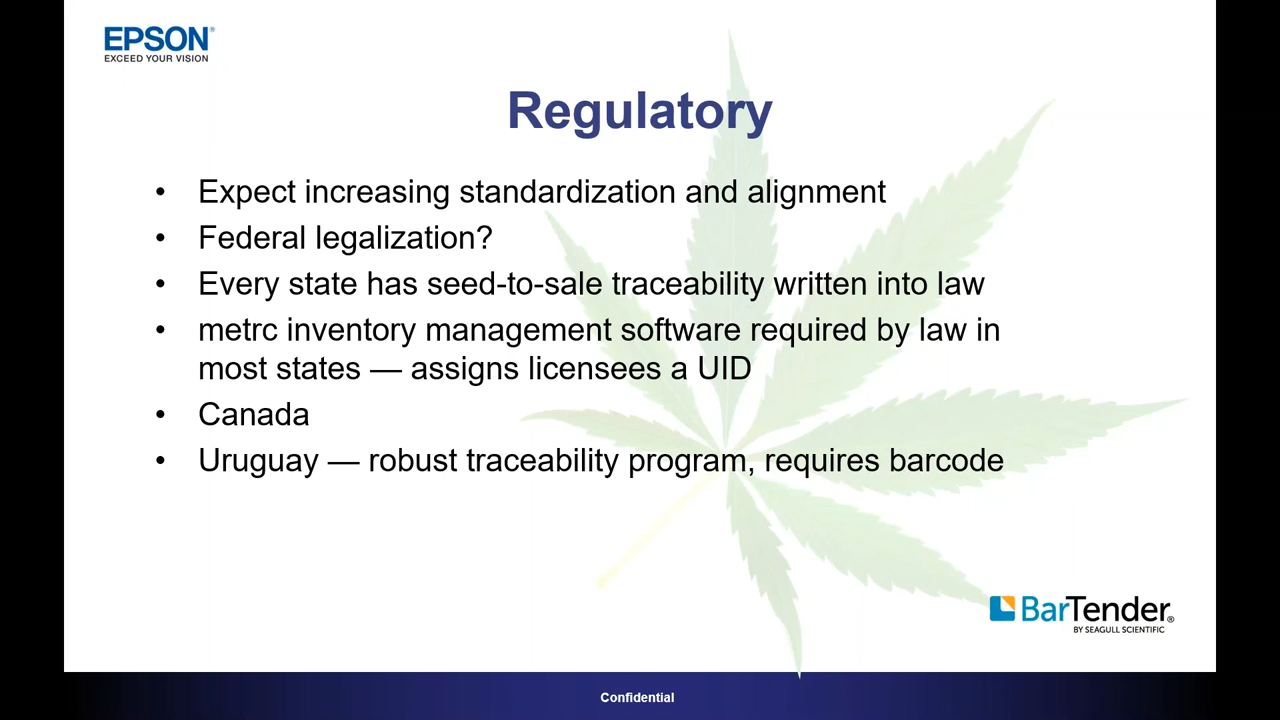 EPSON®
EXCEED YOUR VISION
Regulatory
• Expect increasing standardization and alignment
• Federal legalization?
• Every state has seed-to-sale traceability written into law
• metrc inventory management software required by law in
most states — assigns licensees a UID
• Canada
• Uruguay — robust traceability program, requires barcode
BarTender®
BY SEAGULL SCIENTIFIC
Confidential